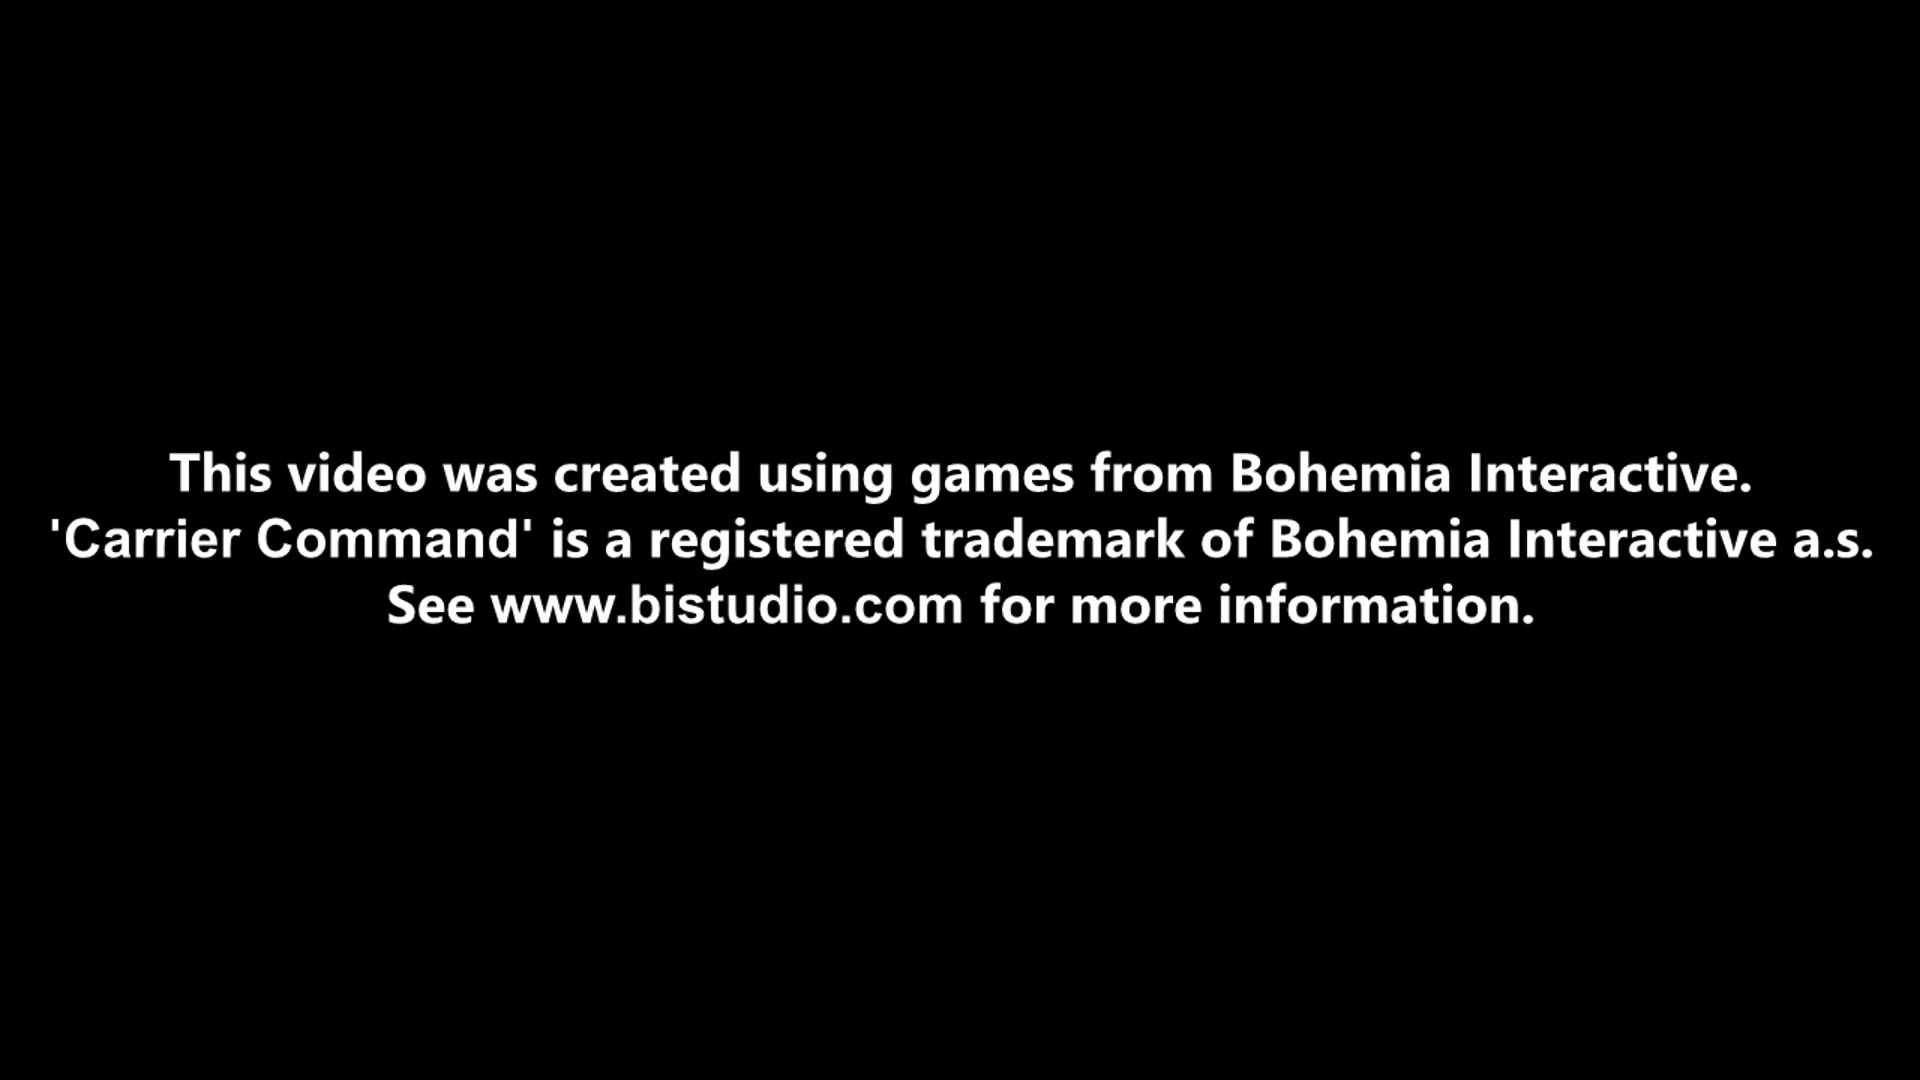 This video was created using games from Bohemia Interactive.
'Carrier Command' is a registered trademark of Bohemia Interactive a.s.
See www.bistudio.com for more information.